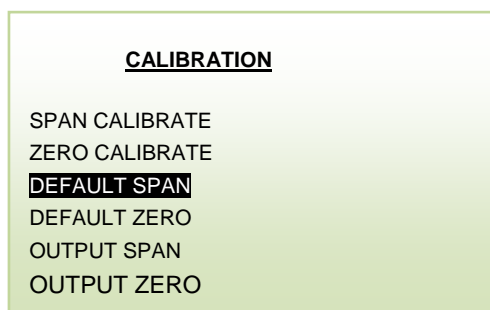 CALIBRATION
SPAN CALIBRATE
ZERO CALIBRATE
DEFAULT SPAN
DEFAULT ZERO
OUTPUT SPAN
OUTPUT ZERO